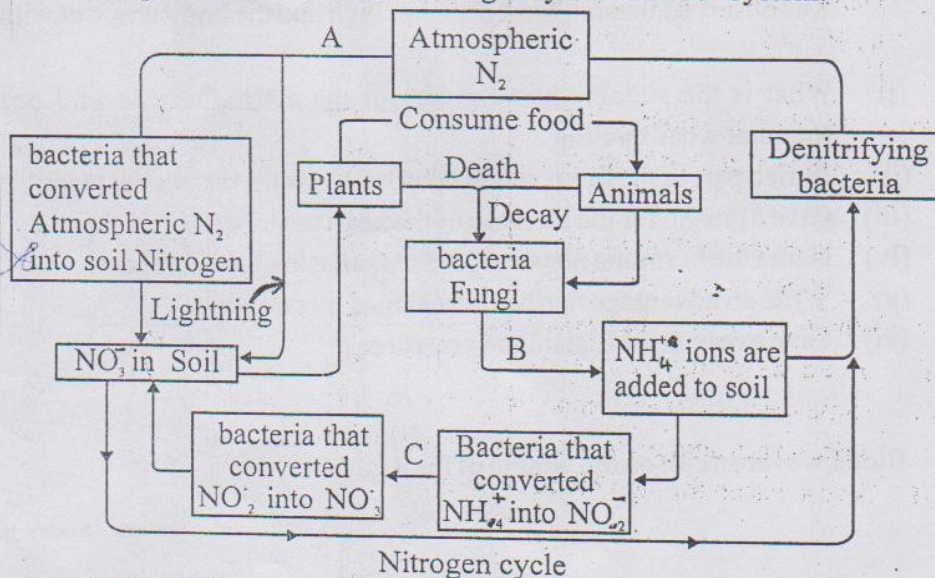 A
Atmospheric
N₂
Consume food
bacteria that
converted
Atmospheric N₂
into soil Nitrogen
Plants
Death
Decay
Animals
Denitrifying
bacteria
bacteria
Fungi
Lightning
B
NO₃⁻ in Soil
NH₄⁺ ions are
added to soil
bacteria that
converted
NO₂⁻ into NO₃⁻
C
Bacteria that
converted
NH₄⁺ into NO₂⁻
Nitrogen cycle